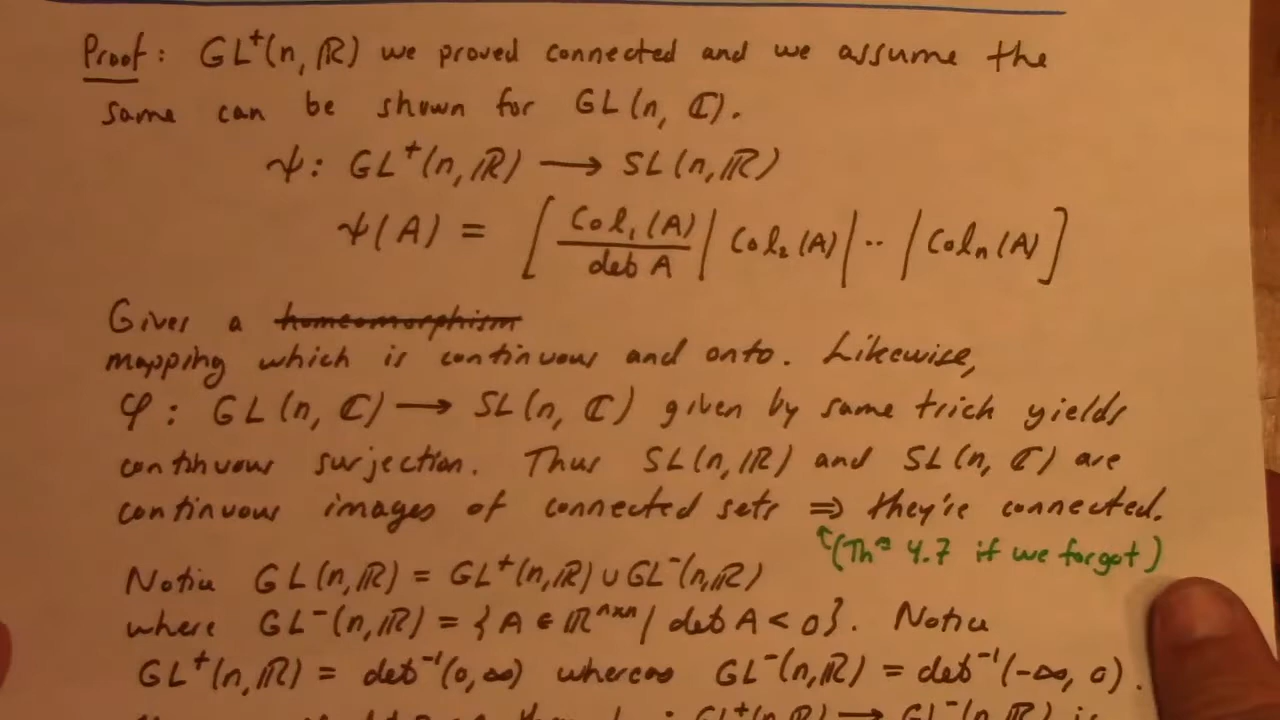 Proof: GL⁺(n, ℝ) we proved connected and we assume the
same can be shown for GL(n, ℂ).
ψ: GL⁺(n, ℝ) ⟶ SL(n, ℝ)
ψ(A) = [ Col₁(A)/det A | Col₂(A) | ·· | Colₙ(A) ]
Gives a homeomorphism
mapping which is continuous and onto. Likewise,
φ: GL(n, ℂ) ⟶ SL(n, ℂ) given by same trick yields
continuous surjection. Thus SL(n, ℝ) and SL(n, ℂ) are
continuous images of connected sets ⇒ they're connected.
↑(Thᵐ 4.7 if we forgot)
Notice GL(n, ℝ) = GL⁺(n, ℝ) ∪ GL⁻(n, ℝ)
where GL⁻(n, ℝ) = { A ∈ ℝⁿˣⁿ | det A < 0 }. Notice
GL⁺(n, ℝ) = det⁻¹(0, ∞) whereas GL⁻(n, ℝ) = det⁻¹(-∞, 0).
: GL⁺(n, ℝ) ⟶ GL⁻(n, ℝ) is